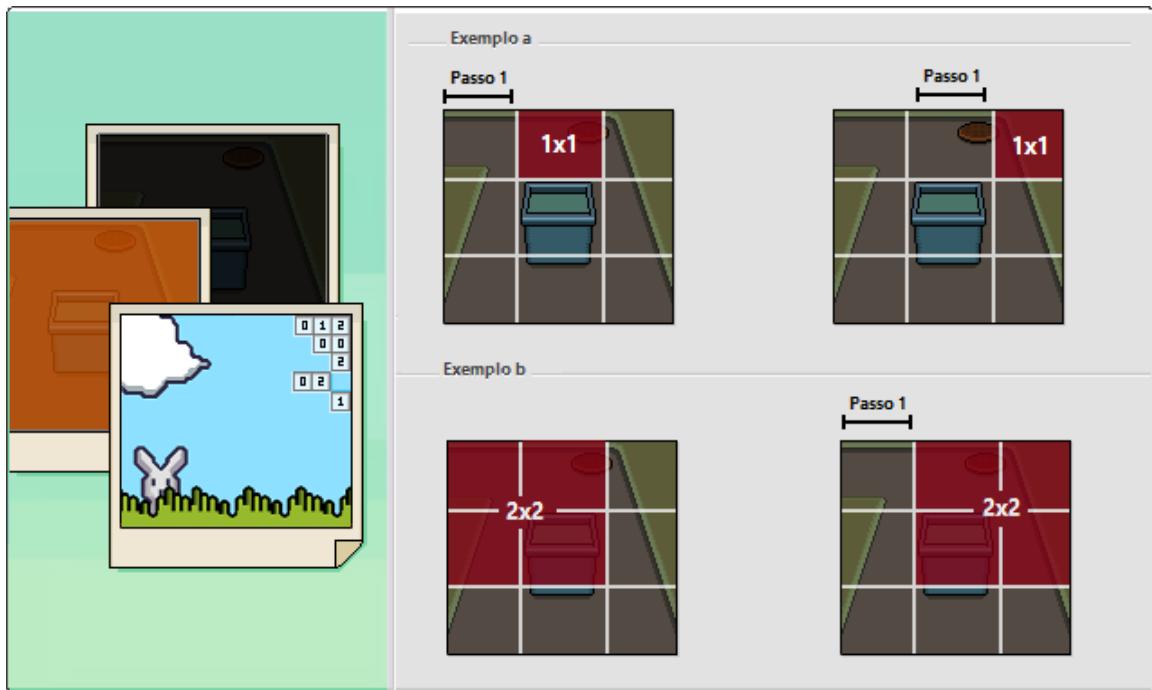 Exemplo a
Passo 1
Passo 1
1x1
1x1
0 1 2
0 0
2
0 2
1
Exemplo b
Passo 1
2x2
2x2